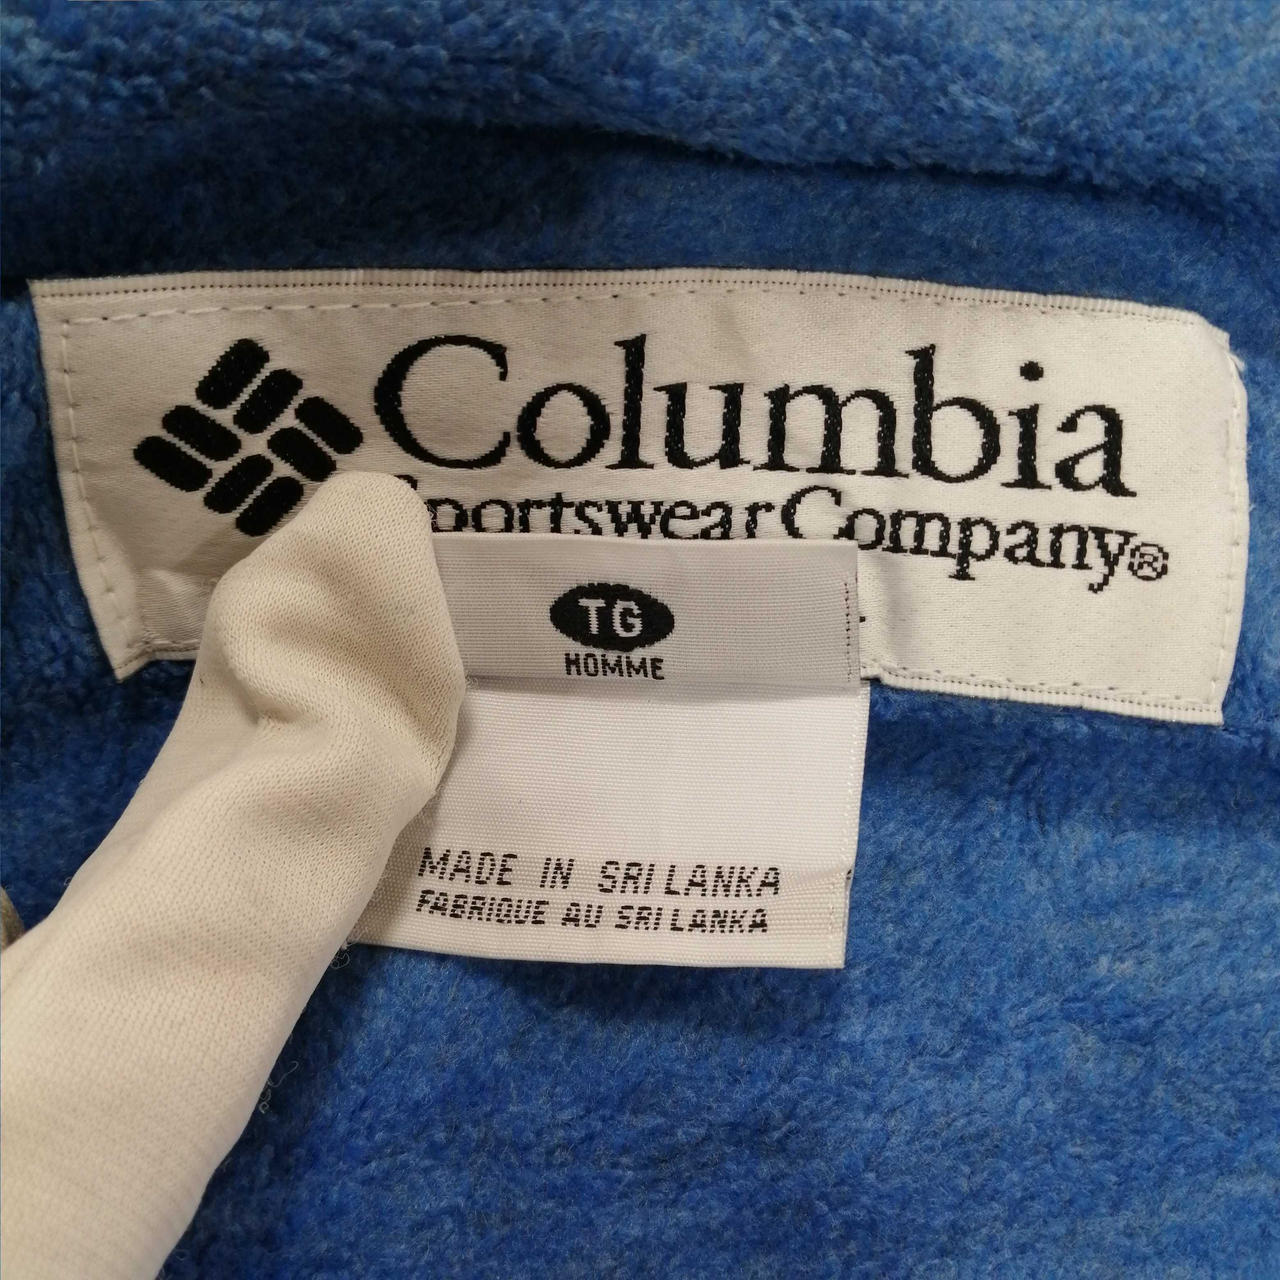 Columbia
Sportswear Company®
TG
HOMME
MADE IN SRI LANKA
FABRIQUE AU SRI LANKA